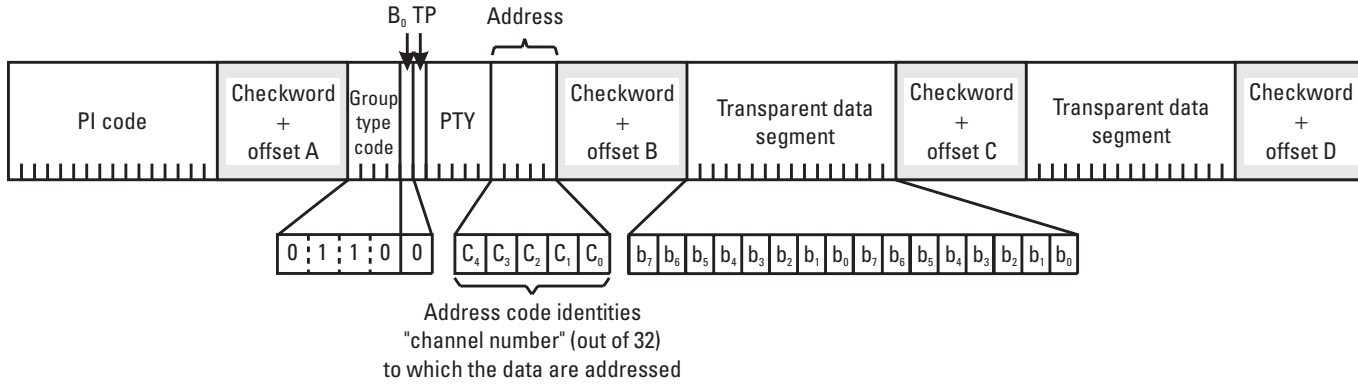 B₀ TP Address
PI code
Checkword
+
offset A
Group
type
code
PTY
Checkword
+
offset B
Transparent data
segment
Checkword
+
offset C
Transparent data
segment
Checkword
+
offset D
0 1 1 0 0
C₄ C₃ C₂ C₁ C₀
b₇ b₆ b₅ b₄ b₃ b₂ b₁ b₀ b₇ b₆ b₅ b₄ b₃ b₂ b₁ b₀
Address code identities
"channel number" (out of 32)
to which the data are addressed